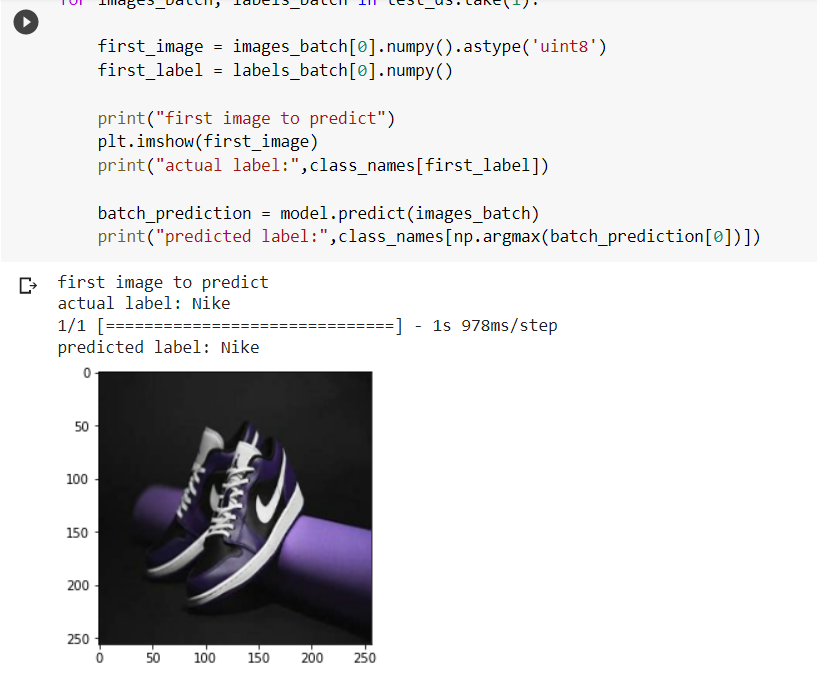 for images_batch, labels_batch in test_ds.take(1):
first_image = images_batch[0].numpy().astype('uint8')
first_label = labels_batch[0].numpy()
print("first image to predict")
plt.imshow(first_image)
print("actual label:",class_names[first_label])
batch_prediction = model.predict(images_batch)
print("predicted label:",class_names[np.argmax(batch_prediction[0])])
first image to predict
actual label: Nike
1/1 [==============================] - 1s 978ms/step
predicted label: Nike
0
50
100
150
200
250
0 50 100 150 200 250